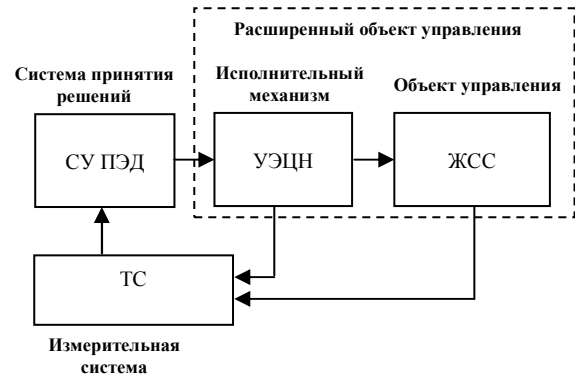 Расширенный объект управления
Система принятия
решений
Исполнительный
механизм
Объект управления
СУ ПЭД
УЭЦН
ЖСС
ТС
Измерительная
система